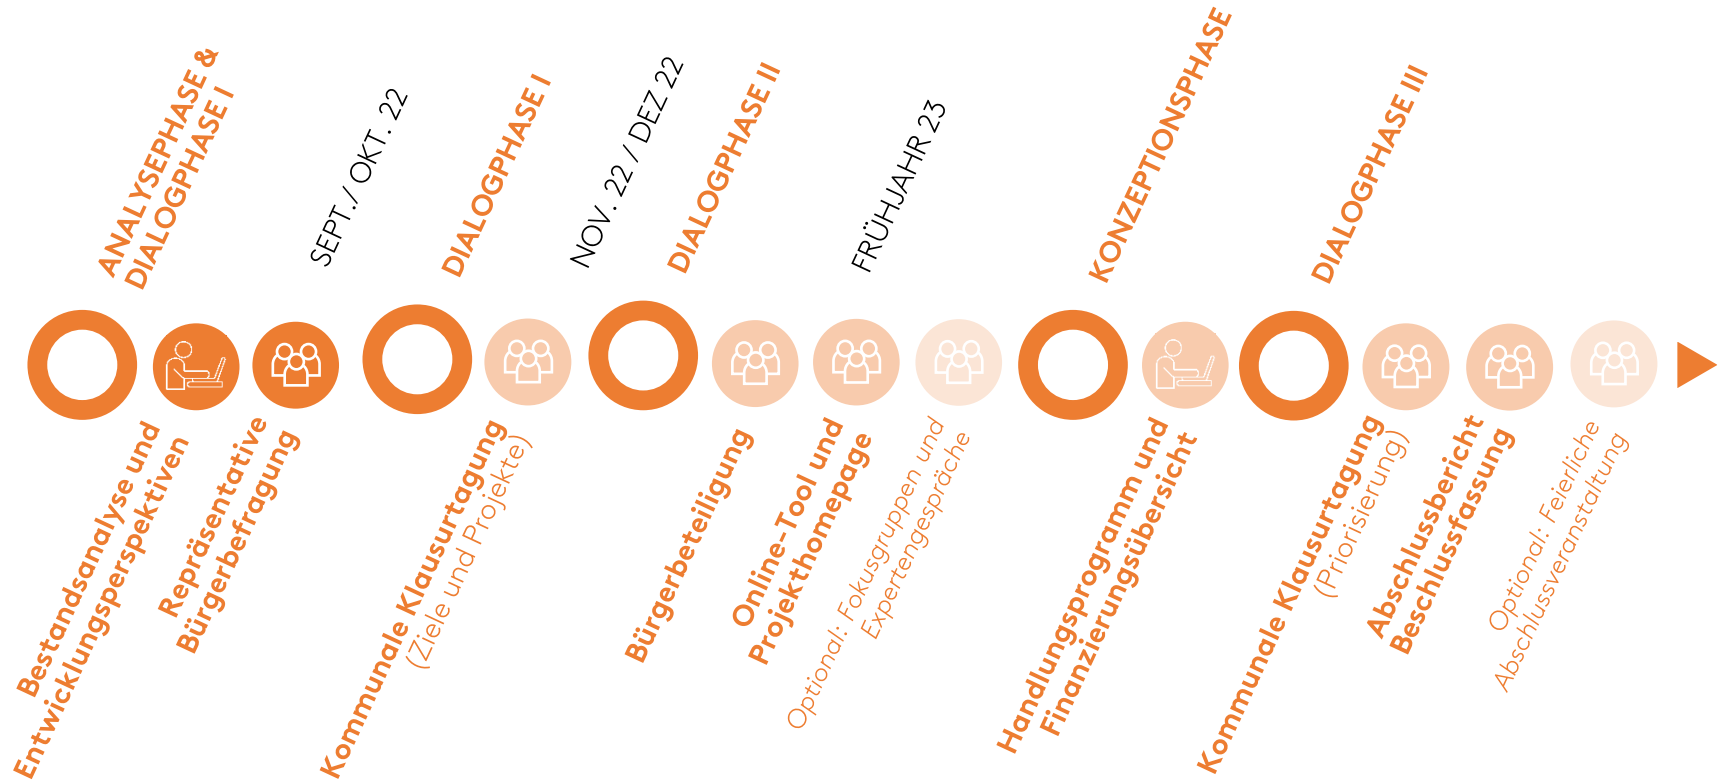 ANALYSEPHASE &
DIALOGPHASE I
SEPT./ OKT. 22
DIALOGPHASE I
NOV. 22 / DEZ 22
DIALOGPHASE II
FRÜHJAHR 23
KONZEPTIONSPHASE
DIALOGPHASE III
Bestandsanalyse und
Entwicklungsperspektiven
Repräsentative
Bürgerbefragung
Kommunale Klausurtagung
(Ziele und Projekte)
Bürgerbeteiligung
Online-Tool und
Projekthomepage
Optional: Fokusgruppen und
Expertengespräche
Handlungsprogramm und
Finanzierungsübersicht
Kommunale Klausurtagung
(Priorisierung)
Abschlussbericht
Beschlussfassung
Optional: Feierliche
Abschlussveranstaltung